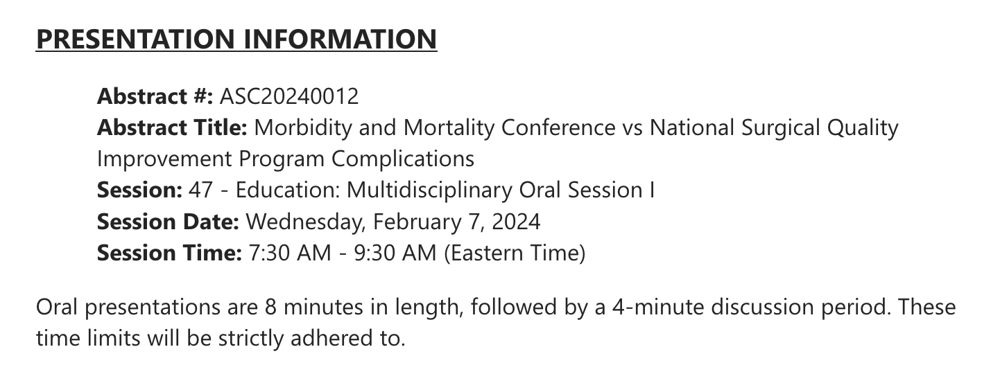 PRESENTATION INFORMATION
Abstract #: ASC20240012
Abstract Title: Morbidity and Mortality Conference vs National Surgical Quality
Improvement Program Complications
Session: 47 - Education: Multidisciplinary Oral Session I
Session Date: Wednesday, February 7, 2024
Session Time: 7:30 AM - 9:30 AM (Eastern Time)
Oral presentations are 8 minutes in length, followed by a 4-minute discussion period. These
time limits will be strictly adhered to.